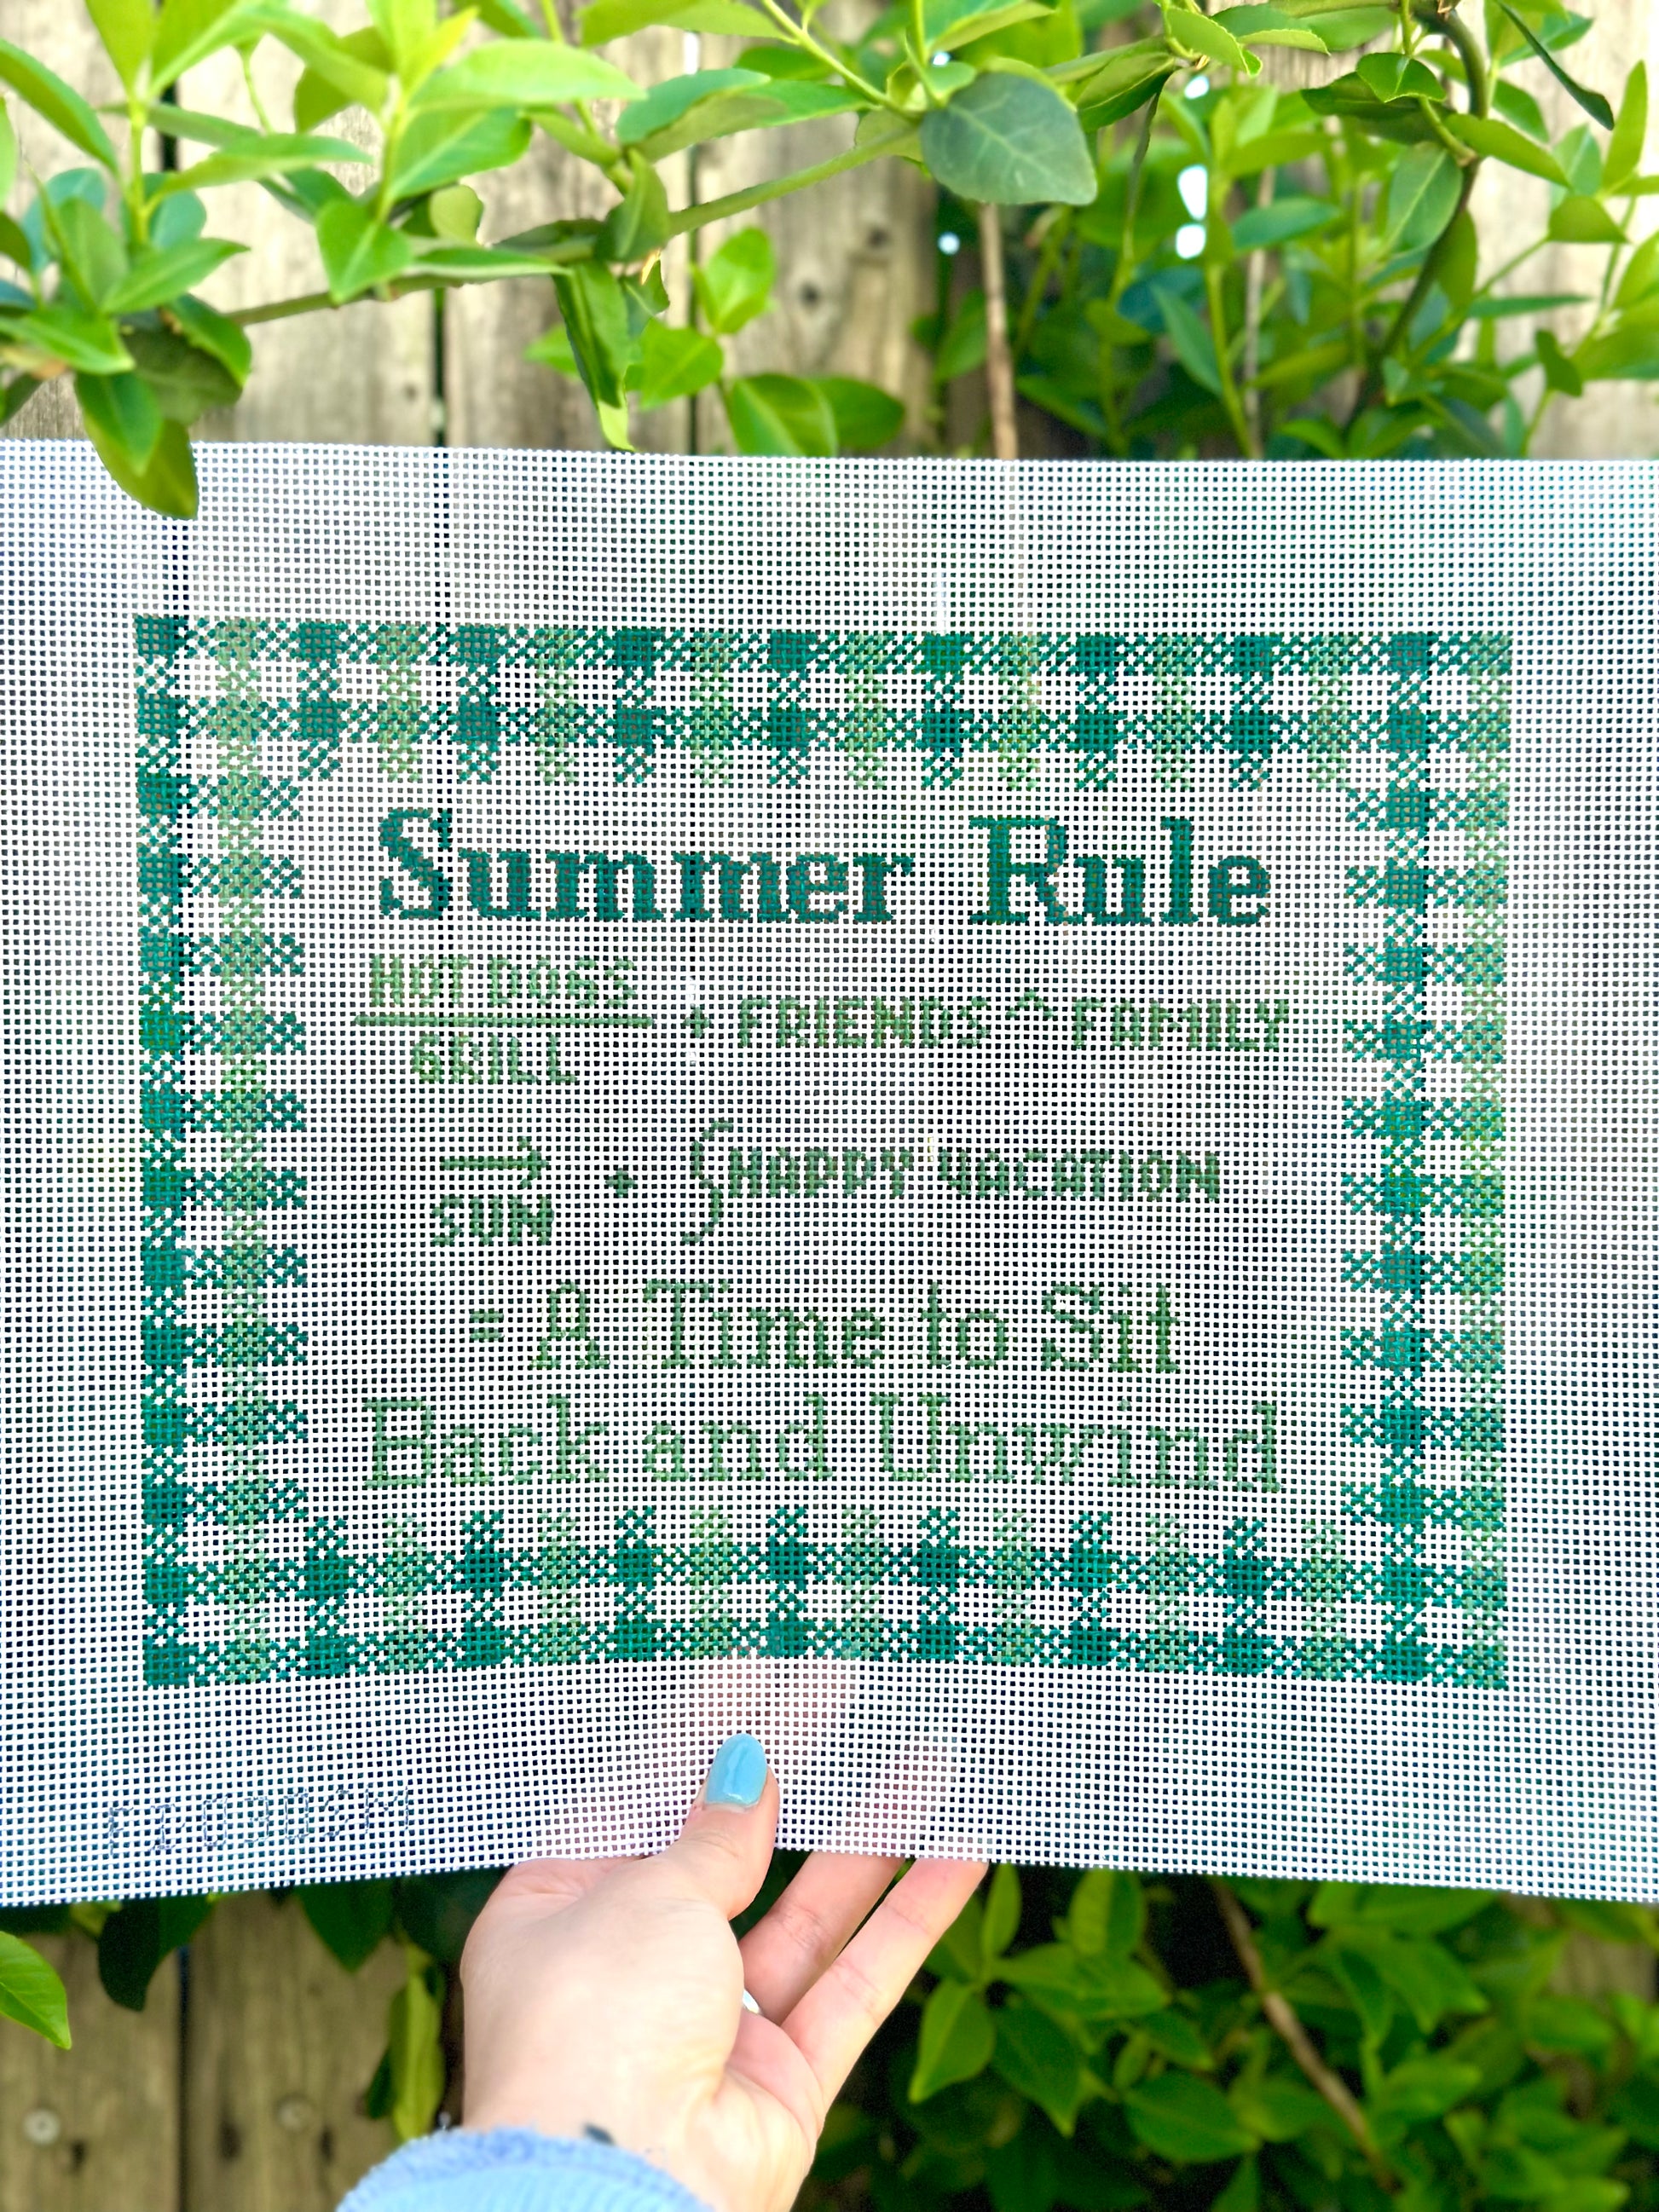 Summer Rule
HOT DOGS
GRILL
+ FRIENDS ^ FAMILY
→
SUN
+ ∫HAPPY VACATION
= A Time to Sit
Back and Unwind